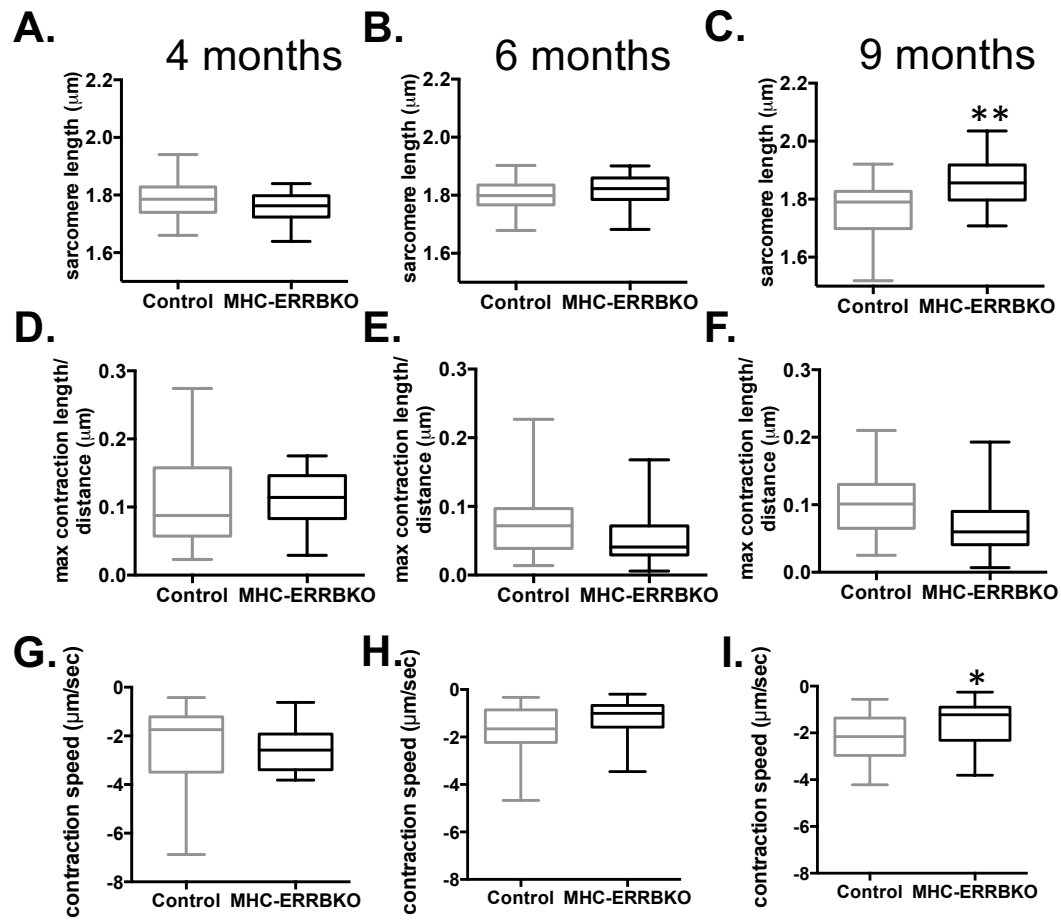 A.
4 months
sarcomere length (μm)
2.2
2.0
1.8
1.6
Control MHC-ERRBKO
B.
6 months
sarcomere length (μm)
2.2
2.0
1.8
1.6
Control MHC-ERRBKO
C.
9 months
sarcomere length (μm)
2.2
2.0
1.8
1.6
**
Control MHC-ERRBKO
D.
max contraction length/
distance (μm)
0.3
0.2
0.1
0.0
Control MHC-ERRBKO
E.
max contraction length/
distance (μm)
0.3
0.2
0.1
0.0
Control MHC-ERRBKO
F.
max contraction length/
distance (μm)
0.3
0.2
0.1
0.0
Control MHC-ERRBKO
G.
contraction speed (μm/sec)
0
-2
-4
-6
-8
Control MHC-ERRBKO
H.
contraction speed (μm/sec)
0
-2
-4
-6
-8
Control MHC-ERRBKO
I.
contraction speed (μm/sec)
0
-2
-4
-6
-8
*
Control MHC-ERRBKO